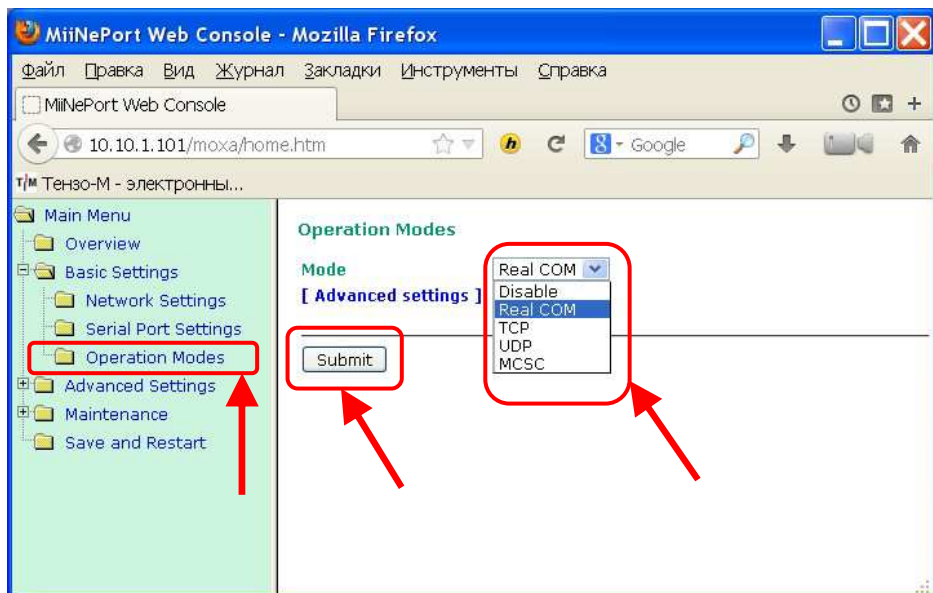 MiiNePort Web Console - Mozilla Firefox
Файл Правка Вид Журнал Закладки Инструменты Справка
MiiNePort Web Console
10.10.1.101/moxa/home.htm
Google
Т/М Тензо-М - электронны...
Main Menu
Overview
Basic Settings
Network Settings
Serial Port Settings
Operation Modes
Advanced Settings
Maintenance
Save and Restart
Operation Modes
Mode Real COM
[ Advanced settings ]
Disable
Real COM
TCP
UDP
MCSC
Submit